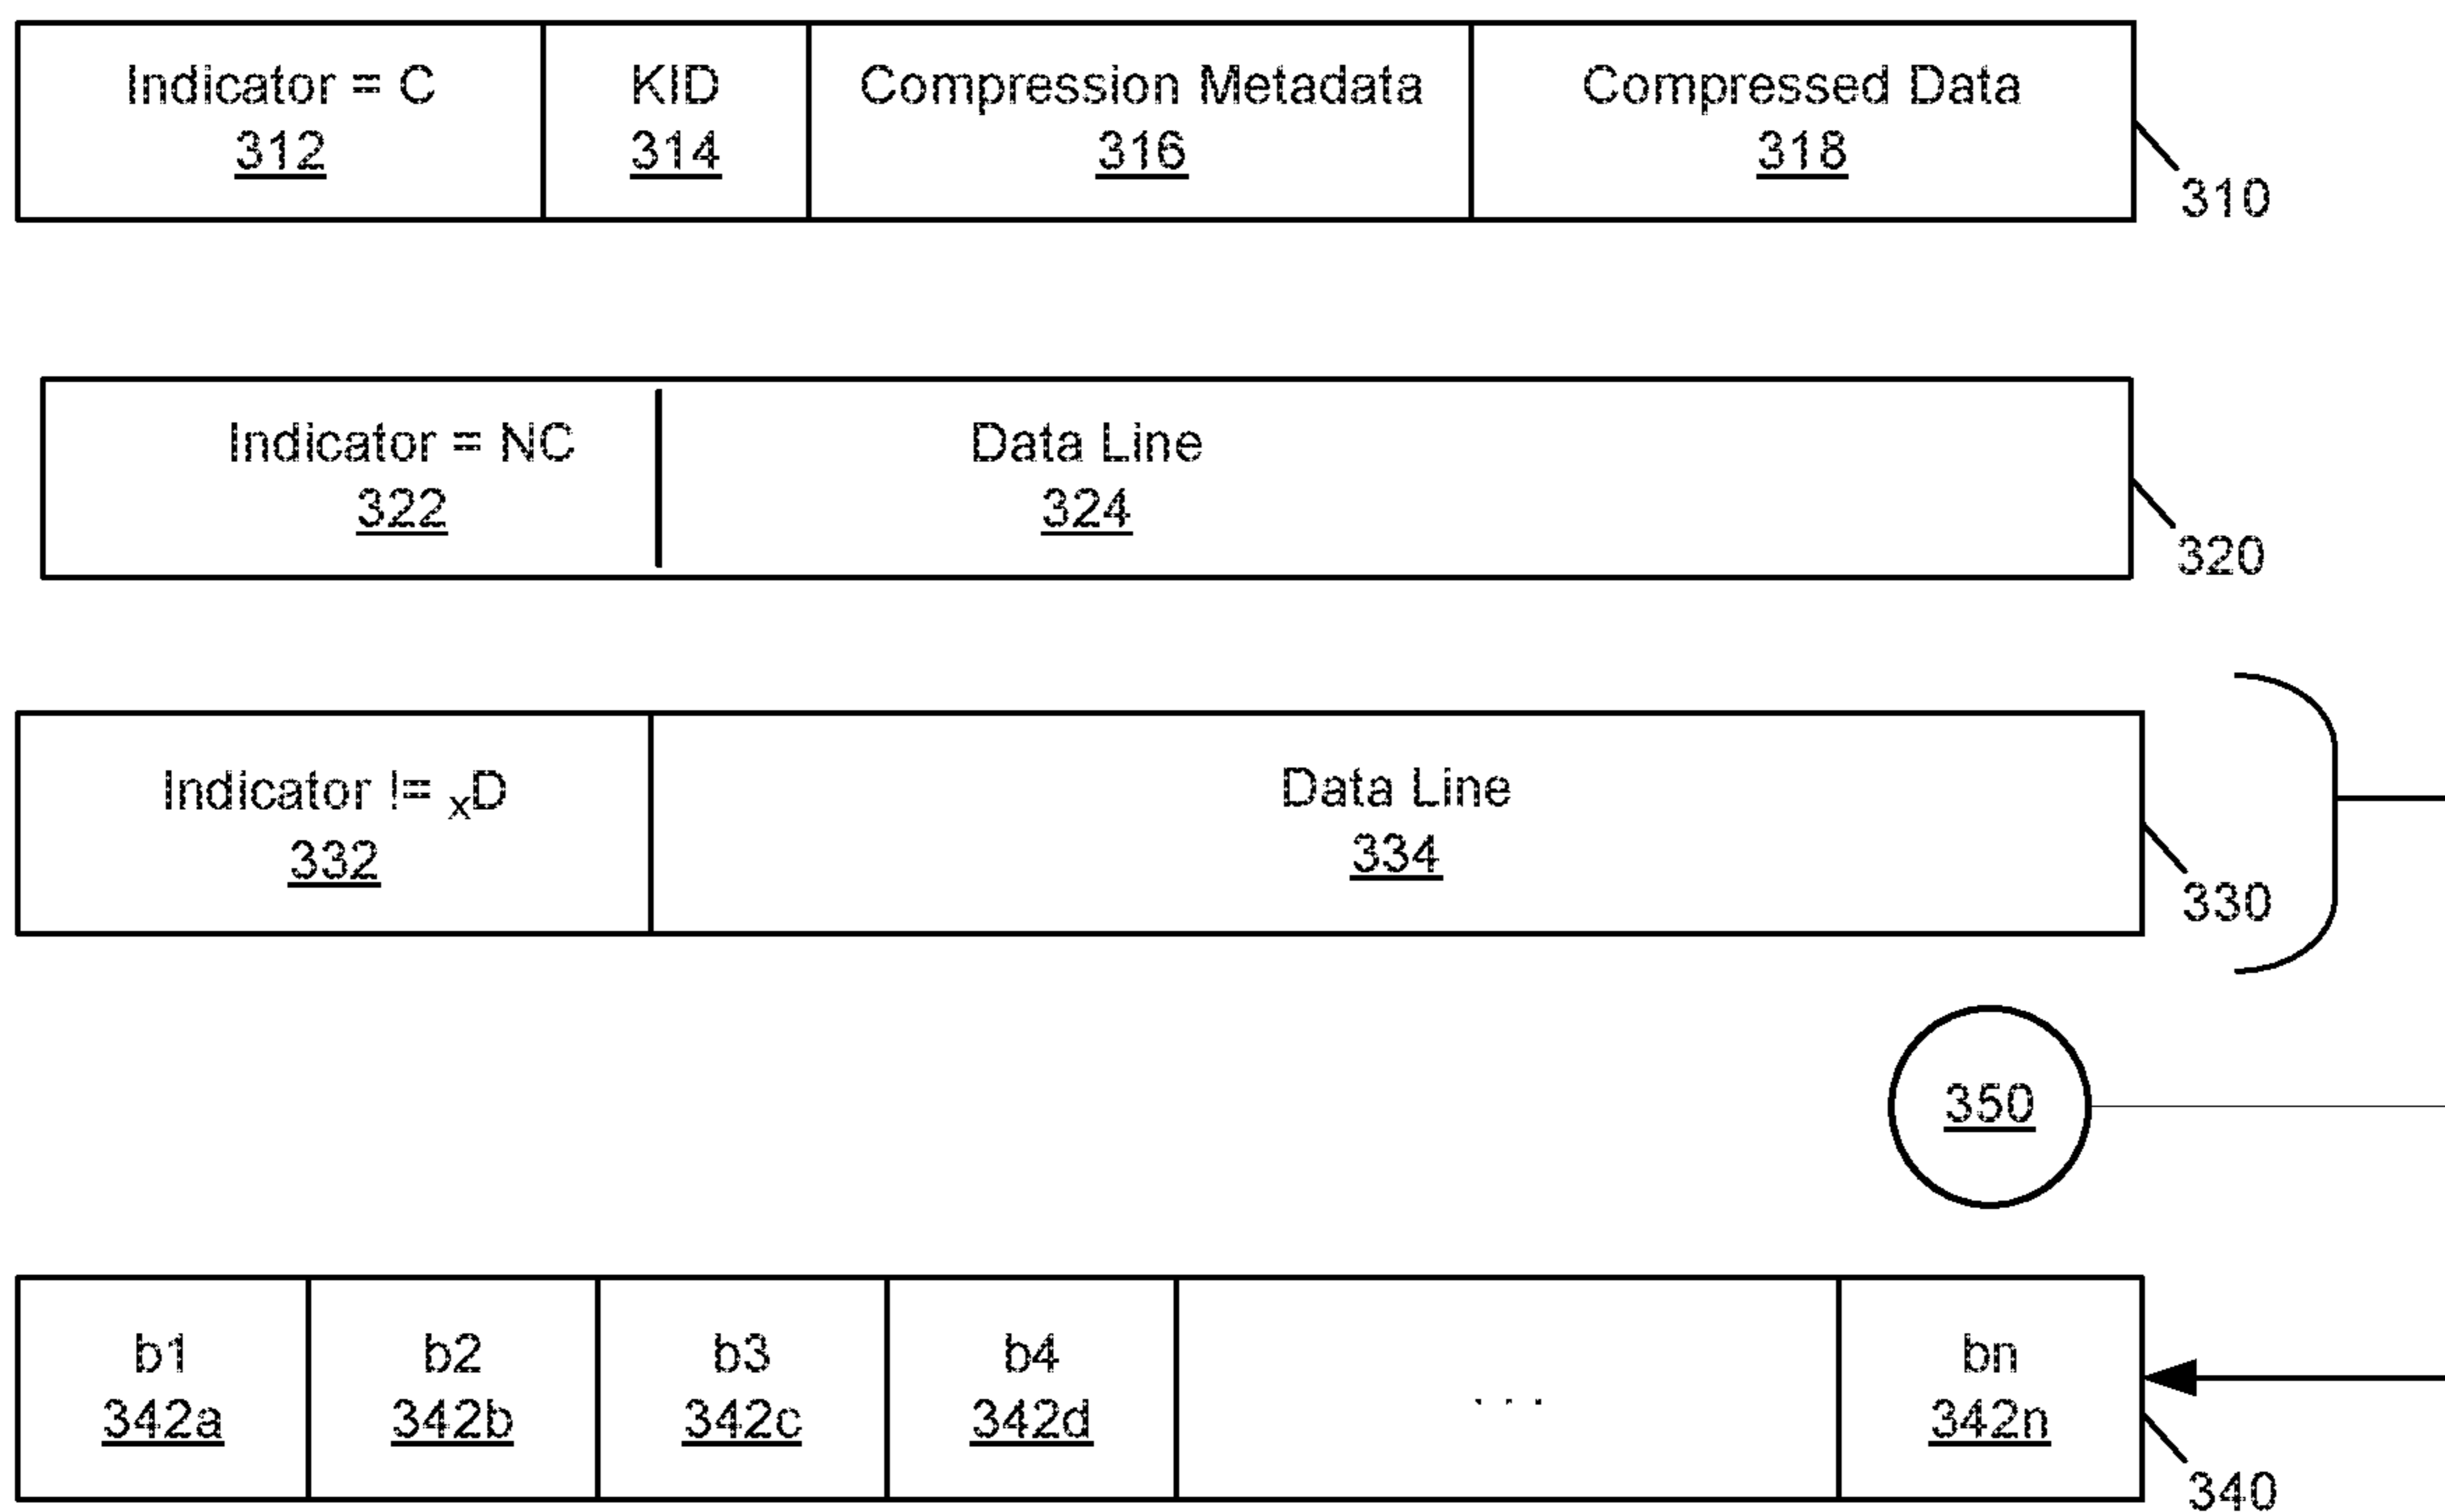 Indicator = C
312
KID
314
Compression Metadata
316
Compressed Data
318
310
Indicator = NC
322
Data Line
324
320
Indicator != xD
332
Data Line
334
330
350
b1
342a
b2
342b
b3
342c
b4
342d
. . .
bn
342n
340